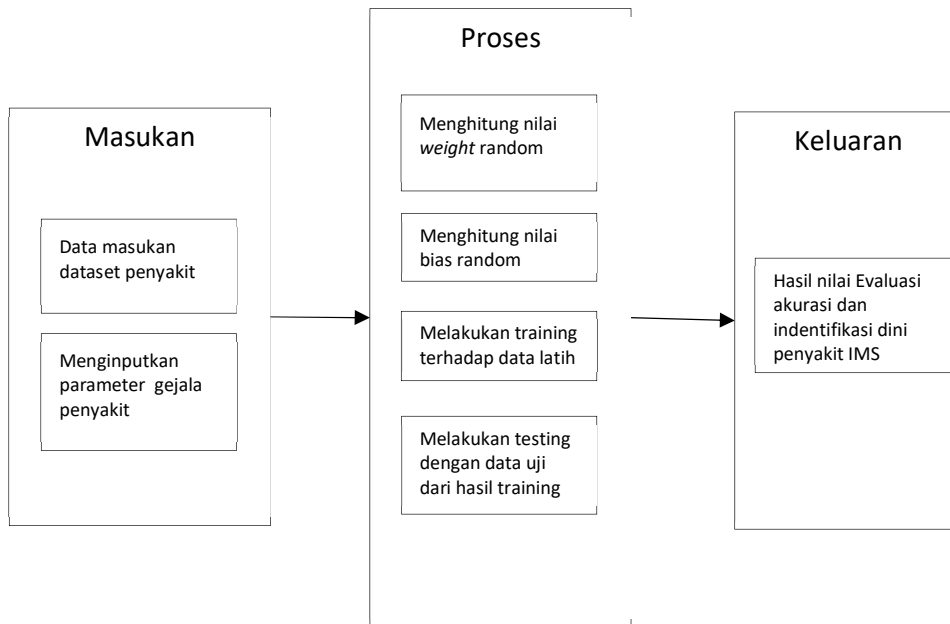 Masukan
Data masukan
dataset penyakit
Menginputkan
parameter gejala
penyakit
Proses
Menghitung nilai
weight random
Menghitung nilai
bias random
Melakukan training
terhadap data latih
Melakukan testing
dengan data uji
dari hasil training
Keluaran
Hasil nilai Evaluasi
akurasi dan
indentifikasi dini
penyakit IMS